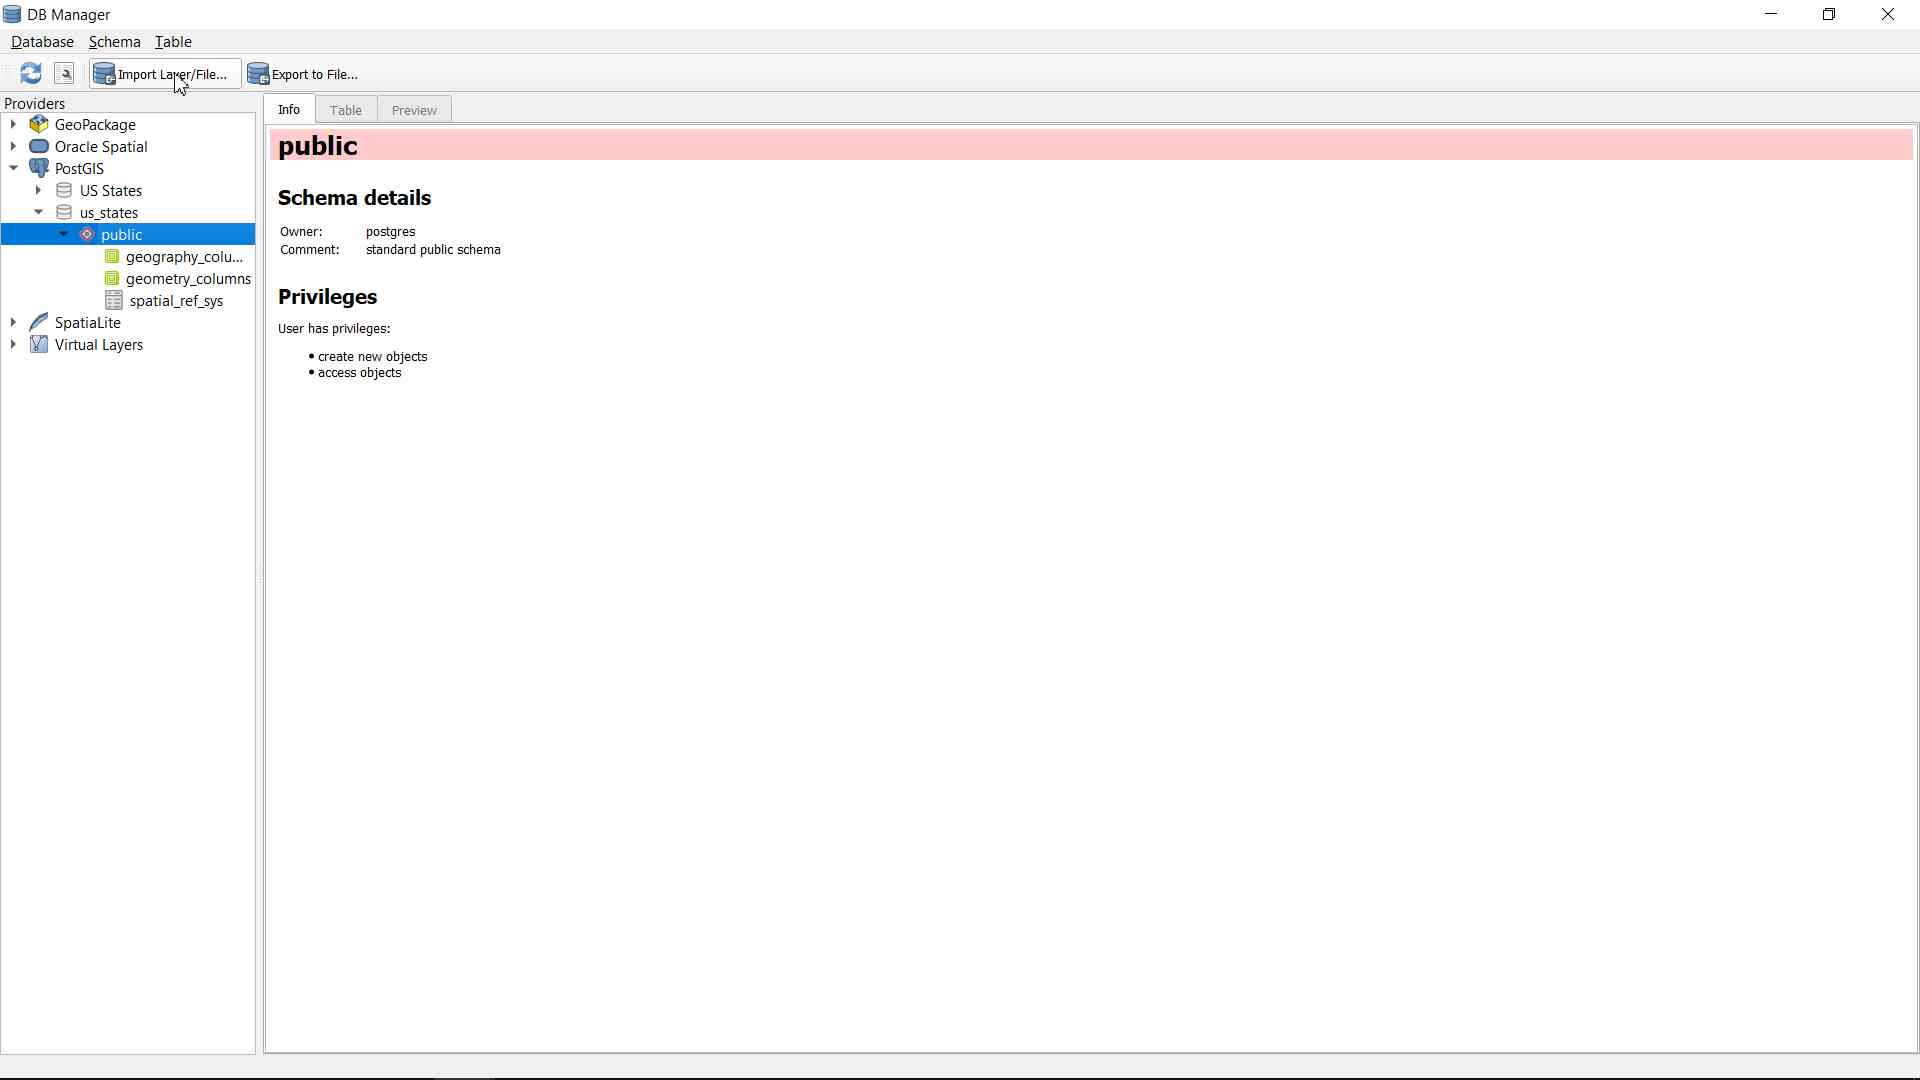 DB Manager
Database Schema Table
Import Layer/File... Export to File...
Providers
GeoPackage
Oracle Spatial
PostGIS
US States
us_states
public
geography_colu...
geometry_columns
spatial_ref_sys
SpatiaLite
Virtual Layers
Info Table Preview
public
Schema details
Owner: postgres
Comment: standard public schema
Privileges
User has privileges:
• create new objects
• access objects